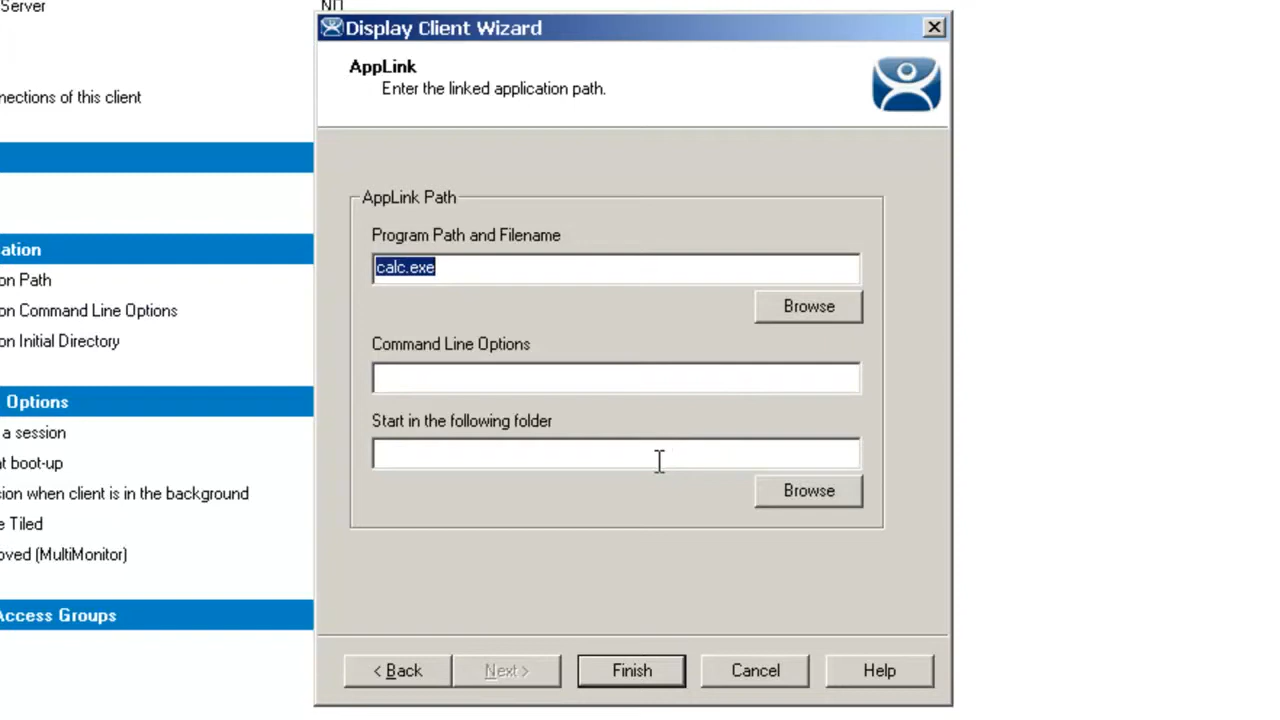 Server
NO
nections of this client
ation
on Path
on Command Line Options
on Initial Directory
Options
a session
t boot-up
ion when client is in the background
e Tiled
oved (MultiMonitor)
Access Groups
Display Client Wizard
AppLink
Enter the linked application path.
AppLink Path
Program Path and Filename
calc.exe
Browse
Command Line Options
Start in the following folder
Browse
< Back
Next >
Finish
Cancel
Help